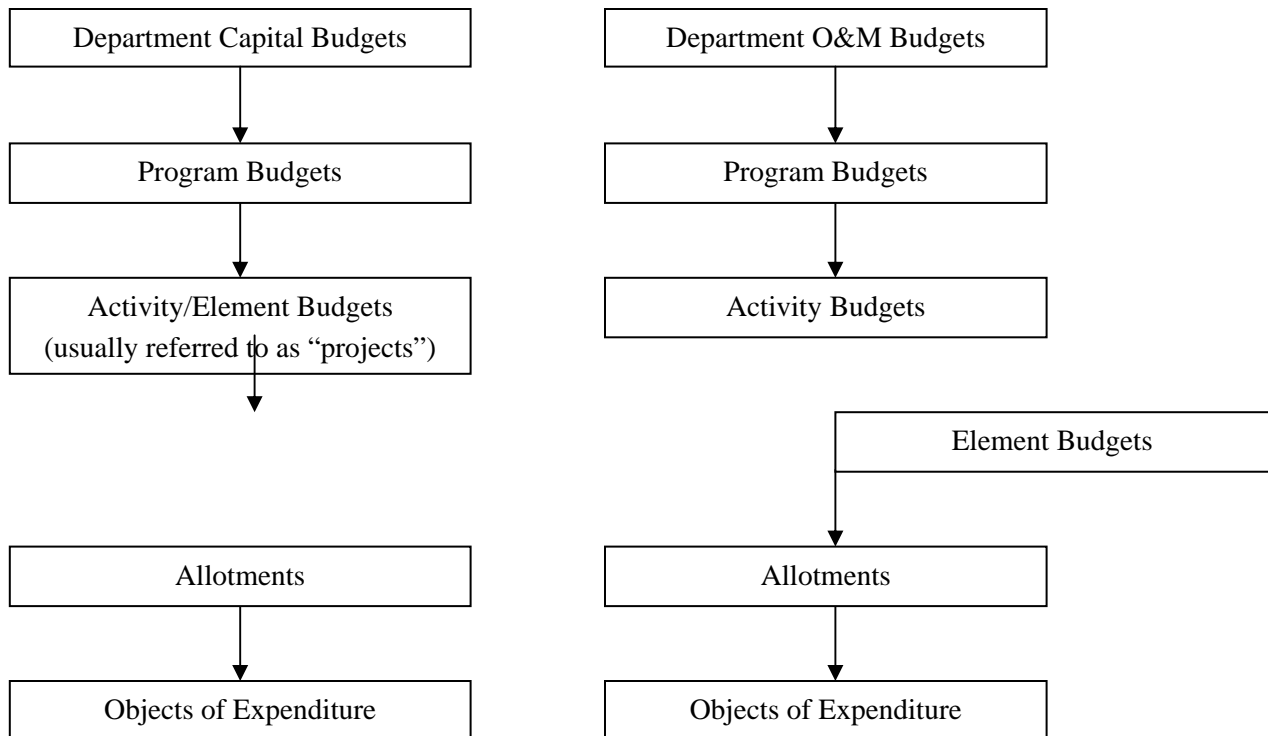 Department Capital Budgets
Program Budgets
Activity/Element Budgets
(usually referred to as “projects”)
Allotments
Objects of Expenditure
Department O&M Budgets
Program Budgets
Activity Budgets
Element Budgets
Allotments
Objects of Expenditure